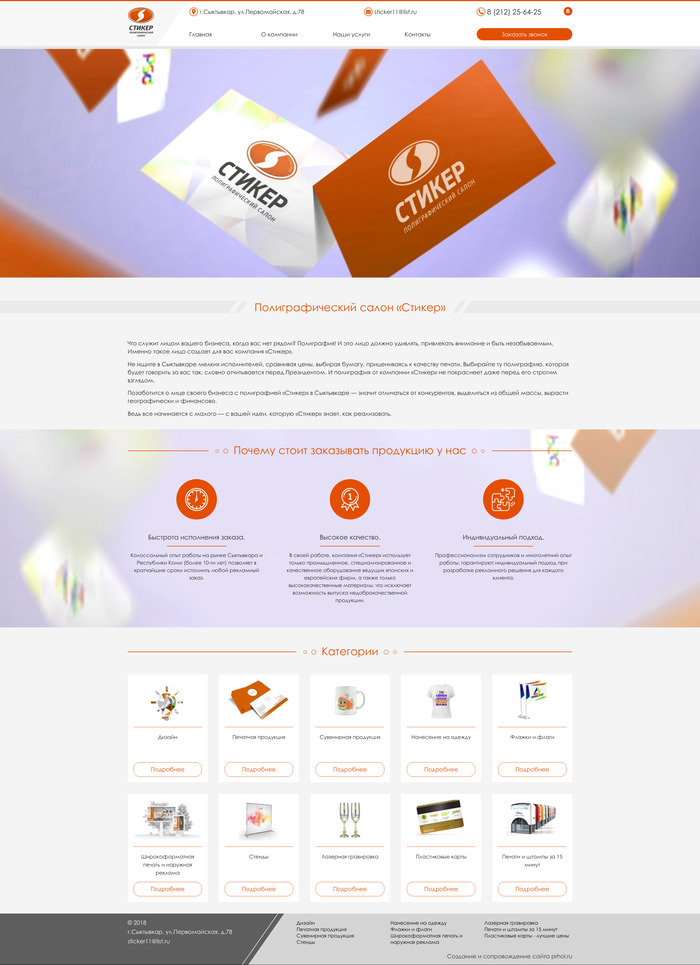 СТИКЕР
ПОЛИГРАФИЧЕСКИЙ
САЛОН
г.Сыктывкар, ул.Первомайская, д.78
sticker11@list.ru
8 (212) 25-64-25
Главная
О компании
Наши услуги
Контакты
Заказать звонок
СТИКЕР
ПОЛИГРАФИЧЕСКИЙ САЛОН
СТИКЕР
ПОЛИГРАФИЧЕСКИЙ САЛОН
Полиграфический салон «Стикер»
Что служит лицом вашего бизнеса, когда вас нет рядом? Полиграфия! И это лицо должно удивлять, привлекать внимание и быть незабываемым.
Именно такое лицо создает для вас компания «Стикер».
Не ищите в Сыктывкаре мелких исполнителей, сравнивая цены, выбирая бумагу, прицениваясь к качеству печати. Выбирайте ту полиграфию, которая
будет говорить за вас так, словно отчитывается перед Президентом. И полиграфия от компании «Стикер» не покраснеет даже перед его строгим
взглядом.
Позаботится о лице своего бизнеса с полиграфией «Стикер» в Сыктывкаре — значит отличаться от конкурентов, выделиться из общей массы, вырасти
географически и финансово.
Ведь все начинается с малого — с вашей идеи, которую «Стикер» знает, как реализовать.
Почему стоит заказывать продукцию у нас
1
Быстрота исполнения заказа.
Колоссальный опыт работы на рынке Сыктывкара и
Республики Коми (более 10-ти лет) позволяет в
кратчайшие сроки исполнить любой рекламный
заказ.
Высокое качество.
В своей работе, компания «Стикер» использует
только промышленное, специализированное и
качественное оборудование ведущих японских и
европейских фирм, а также только
высококачественные материалы, что исключает
возможность выпуска недоброкачественной
продукции.
Индивидуальный подход.
Профессионализм сотрудников и многолетний опыт
работы, гарантируют индивидуальный подход при
разработке рекламного решения для каждого
клиента.
Категории
Дизайн
Подробнее
Печатная продукция
Подробнее
Сувенирная продукция
Подробнее
Нанесение на одежду
Подробнее
Флажки и флаги
Подробнее
Широкоформатная
печать и наружная
реклама
Подробнее
Стенды
Подробнее
Лазерная гравировка
Подробнее
Пластиковые карты
Подробнее
Печати и штампы за 15
минут
Подробнее
© 2018
г.Сыктывкар, ул.Первомайская, д.78
sticker11@list.ru
Дизайн
Печатная продукция
Сувенирная продукция
Стенды
Нанесение на одежду
Флажки и флаги
Широкоформатная печать и
наружная реклама
Лазерная гравировка
Печати и штампы за 15 минут
Пластиковые карты - лучшие цены
Создание и сопровождение сайта prhol.ru